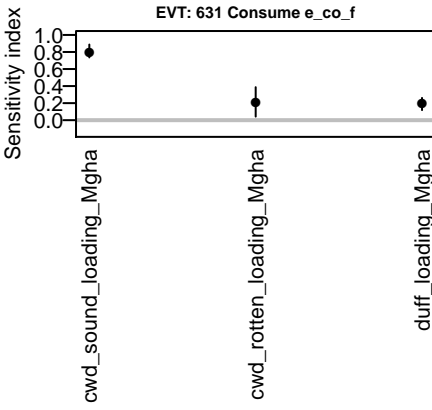 EVT: 631 Consume e_co_f
Sensitivity index
1.0
0.8
0.6
0.4
0.2
0.0
cwd_sound_loading_Mgha
cwd_rotten_loading_Mgha
duff_loading_Mgha